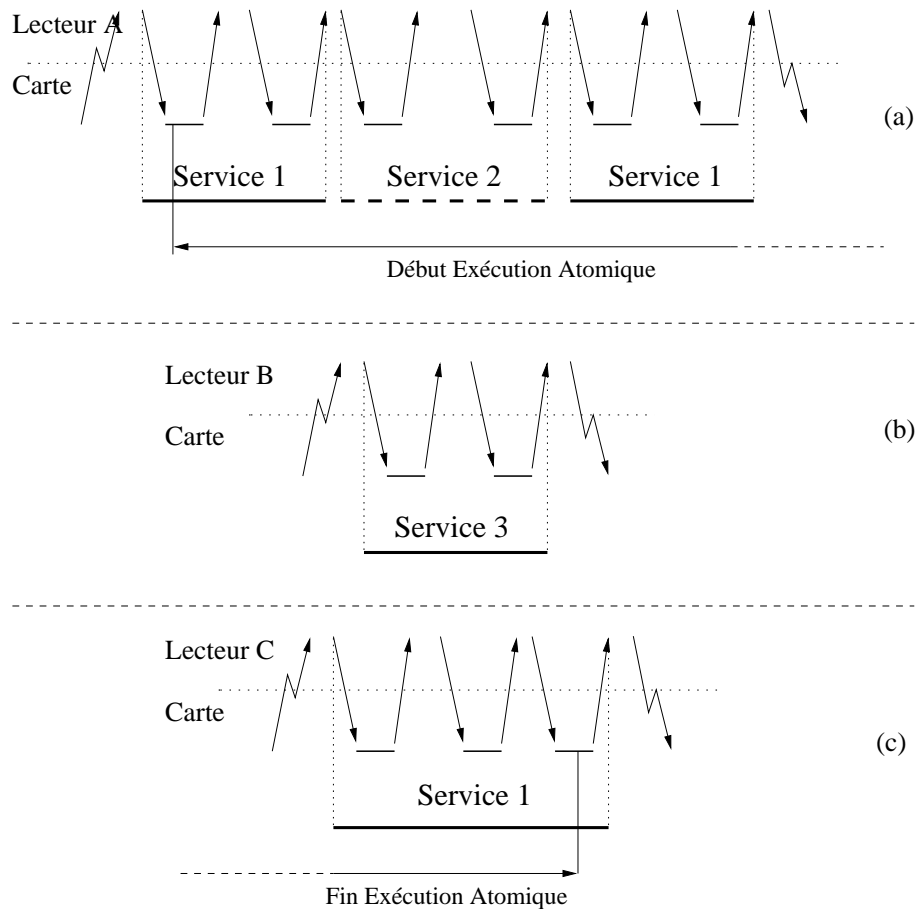 Lecteur A
Carte
(a)
Service 1
Service 2
Service 1
Début Exécution Atomique
Lecteur B
Carte
(b)
Service 3
Lecteur C
Carte
(c)
Service 1
Fin Exécution Atomique